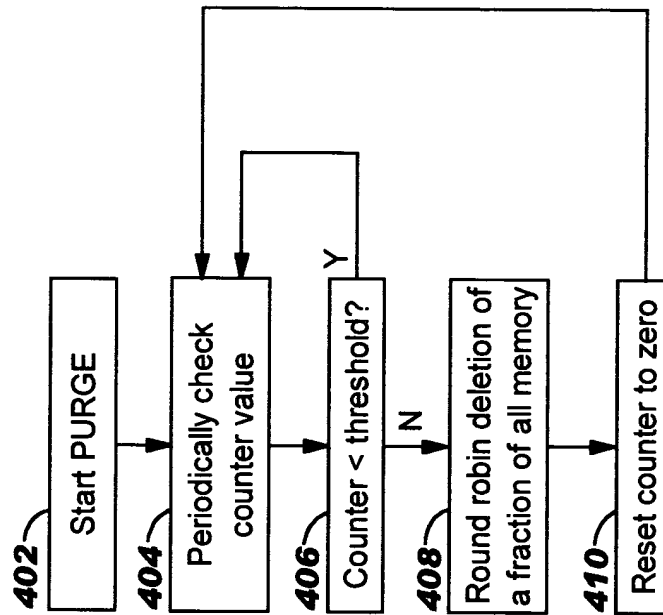 402
Start PURGE
404
Periodically check
counter value
406
Counter < threshold?
Y
N
408
Round robin deletion of
a fraction of all memory
410
Reset counter to zero